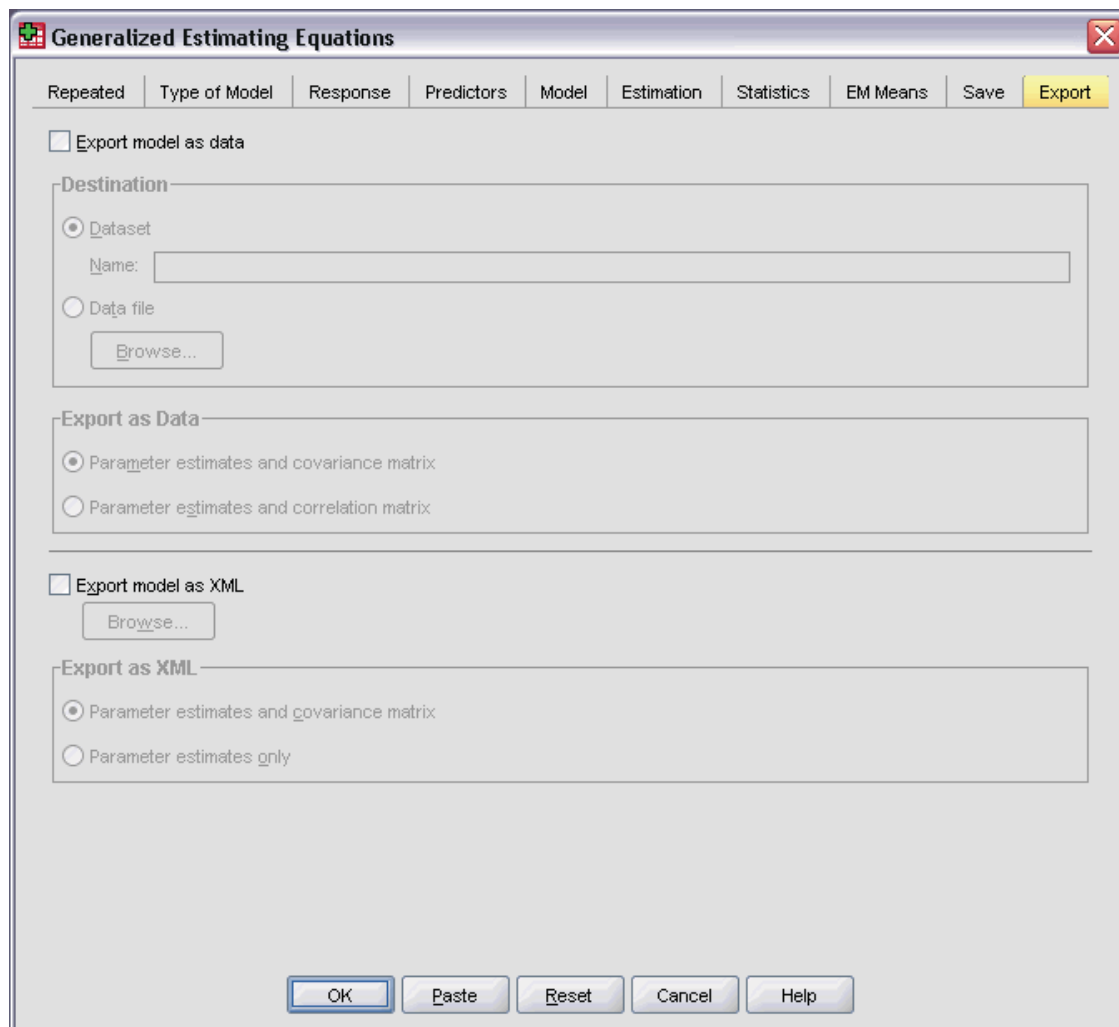 Generalized Estimating Equations
Repeated Type of Model Response Predictors Model Estimation Statistics EM Means Save Export
Export model as data
Destination
Dataset
Name:
Data file
Browse...
Export as Data
Parameter estimates and covariance matrix
Parameter estimates and correlation matrix
Export model as XML
Browse...
Export as XML
Parameter estimates and covariance matrix
Parameter estimates only
OK Paste Reset Cancel Help